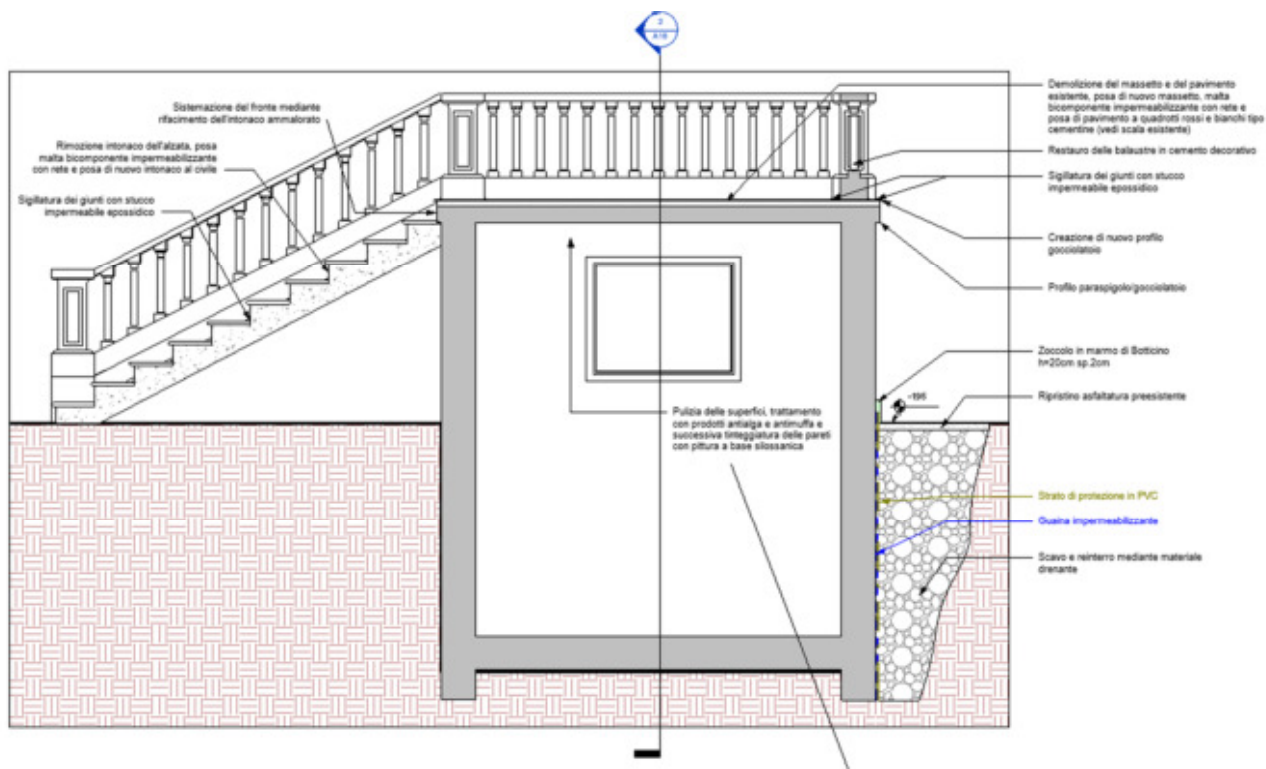 3
A16
Sistemazione del fronte mediante
rifacimento dell'intonaco ammalorato
Rimozione intonaco dell'alzata, posa
malta bicomponente impermeabilizzante
con rete e posa di nuovo intonaco al civile
Sigillatura dei giunti con stucco
impermeabile epossidico
Demolizione del massetto e del pavimento
esistente, posa di nuovo massetto, malta
bicomponente impermeabilizzante con rete e
posa di pavimento a quadrotti rossi e bianchi tipo
cementine (vedi scala esistente)
Restauro delle balaustre in cemento decorativo
Sigillatura dei giunti con stucco
impermeabile epossidico
Creazione di nuovo profilo
gocciolatoio
Profilo paraspigolo/gocciolatoio
Zoccolo in marmo di Botticino
h=20cm sp.2cm
-195
Ripristino asfaltatura preesistente
Pulizia delle superfici, trattamento
con prodotti antialga e antimuffa e
successiva tinteggiatura delle pareti
con pittura a base silossanica
Strato di protezione in PVC
Guaina impermeabilizzante
Scavo e reinterro mediante materiale
drenante